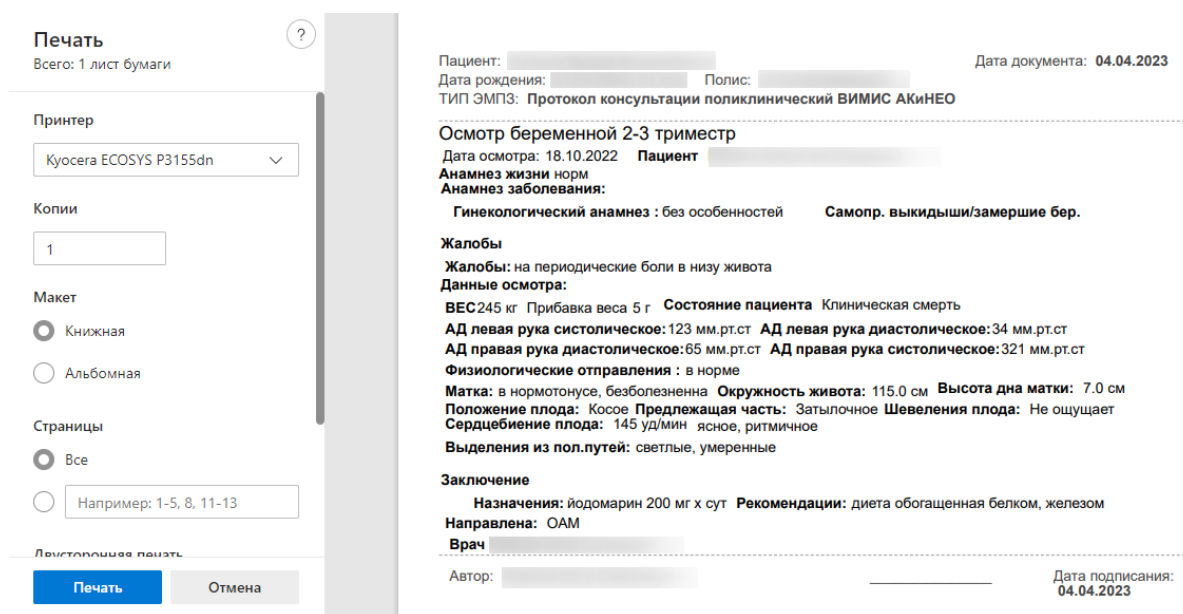 Печать
?
Всего: 1 лист бумаги
Принтер
Kyocera ECOSYS P3155dn
Копии
1
Макет
Книжная
Альбомная
Страницы
Все
Например: 1-5, 8, 11-13
Двусторонняя печать
Печать Отмена
Пациент: Дата документа: 04.04.2023
Дата рождения: Полис:
ТИП ЭМПЗ: Протокол консультации поликлинический ВИМИС АКиНЕО
Осмотр беременной 2-3 триместр
Дата осмотра: 18.10.2022 Пациент
Анамнез жизни норм
Анамнез заболевания:
Гинекологический анамнез : без особенностей Самопр. выкидыши/замершие бер.
Жалобы
Жалобы: на периодические боли в низу живота
Данные осмотра:
ВЕС 245 кг Прибавка веса 5 г Состояние пациента Клиническая смерть
АД левая рука систолическое: 123 мм.рт.ст АД левая рука диастолическое: 34 мм.рт.ст
АД правая рука диастолическое: 65 мм.рт.ст АД правая рука систолическое: 321 мм.рт.ст
Физиологические отправления : в норме
Матка: в нормотонусе, безболезненна Окружность живота: 115.0 см Высота дна матки: 7.0 см
Положение плода: Косое Предлежащая часть: Затылочное Шевеления плода: Не ощущает
Сердцебиение плода: 145 уд/мин ясное, ритмичное
Выделения из пол.путей: светлые, умеренные
Заключение
Назначения: йодомарин 200 мг х сут Рекомендации: диета обогащенная белком, железом
Направлена: ОАМ
Врач
Автор: Дата подписания:
04.04.2023